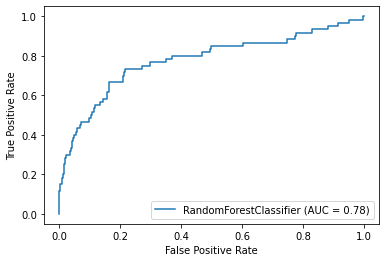 1.0
0.8
0.6
0.4
0.2
0.0
True Positive Rate
RandomForestClassifier (AUC = 0.78)
0.0 0.2 0.4 0.6 0.8 1.0
False Positive Rate